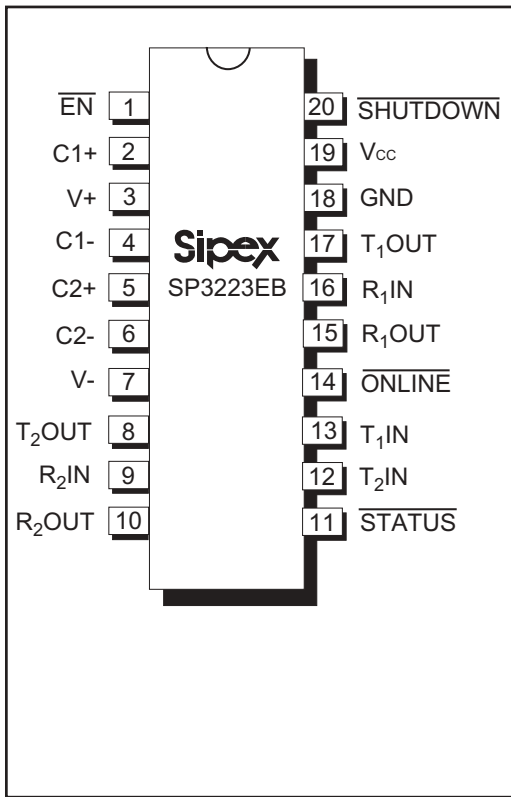 EN 1 20 SHUTDOWN
C1+ 2 19 Vcc
V+ 3 18 GND
C1- 4 17 T₁OUT
Sipex
C2+ 5 SP3223EB 16 R₁IN
C2- 6 15 R₁OUT
V- 7 14 ONLINE
T₂OUT 8 13 T₁IN
R₂IN 9 12 T₂IN
R₂OUT 10 11 STATUS